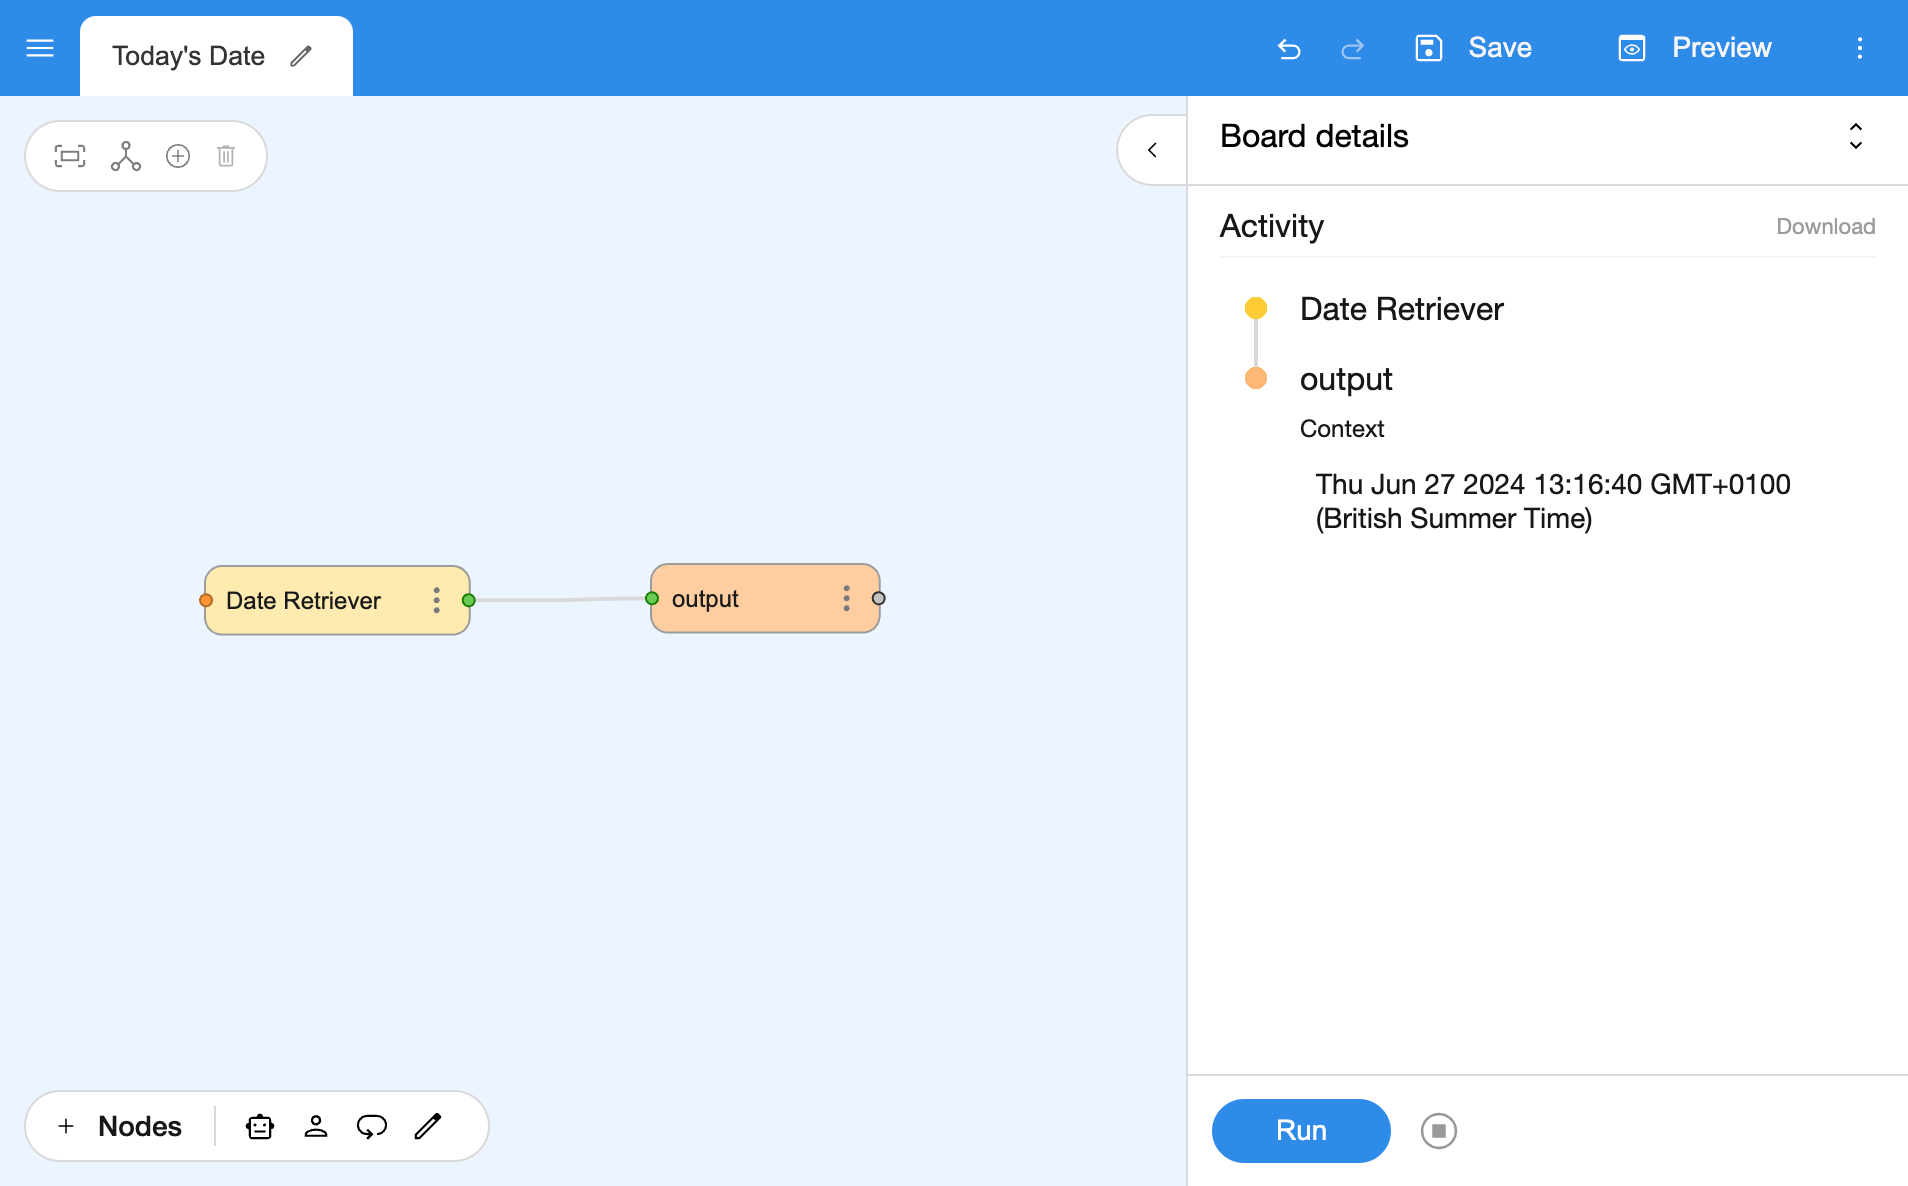 Today's Date
Save
Preview
Board details
Activity
Download
Date Retriever
output
Context
Thu Jun 27 2024 13:16:40 GMT+0100
(British Summer Time)
Date Retriever
output
Nodes
Run